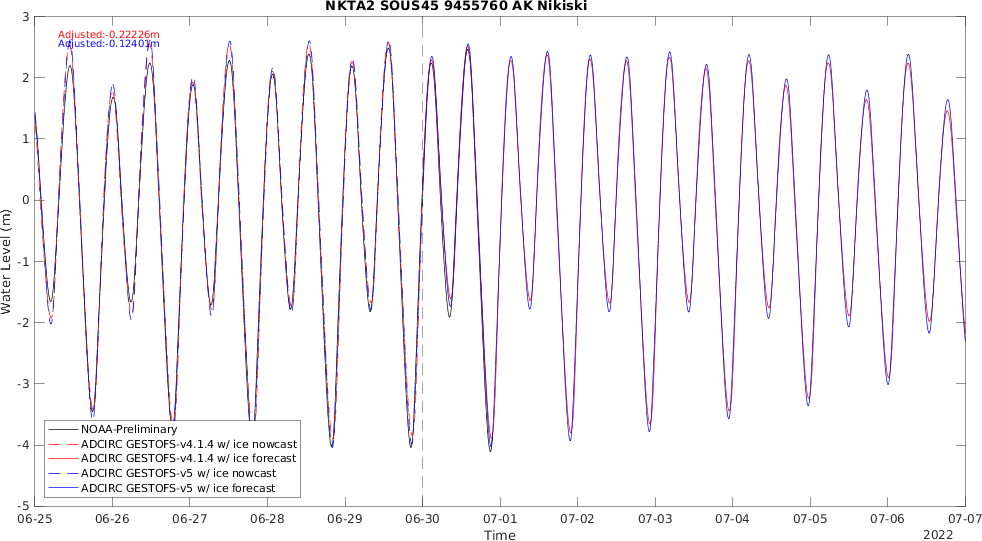 NKTA2 SOUS45 9455760 AK Nikiski
Adjusted:-0.22226m
Adjusted:-0.12401m
Water Level (m)
3
2
1
0
-1
-2
-3
-4
-5
NOAA-Preliminary
ADCIRC GESTOFS-v4.1.4 w/ ice nowcast
ADCIRC GESTOFS-v4.1.4 w/ ice forecast
ADCIRC GESTOFS-v5 w/ ice nowcast
ADCIRC GESTOFS-v5 w/ ice forecast
06-25 06-26 06-27 06-28 06-29 06-30 07-01 07-02 07-03 07-04 07-05 07-06 07-07
Time
2022